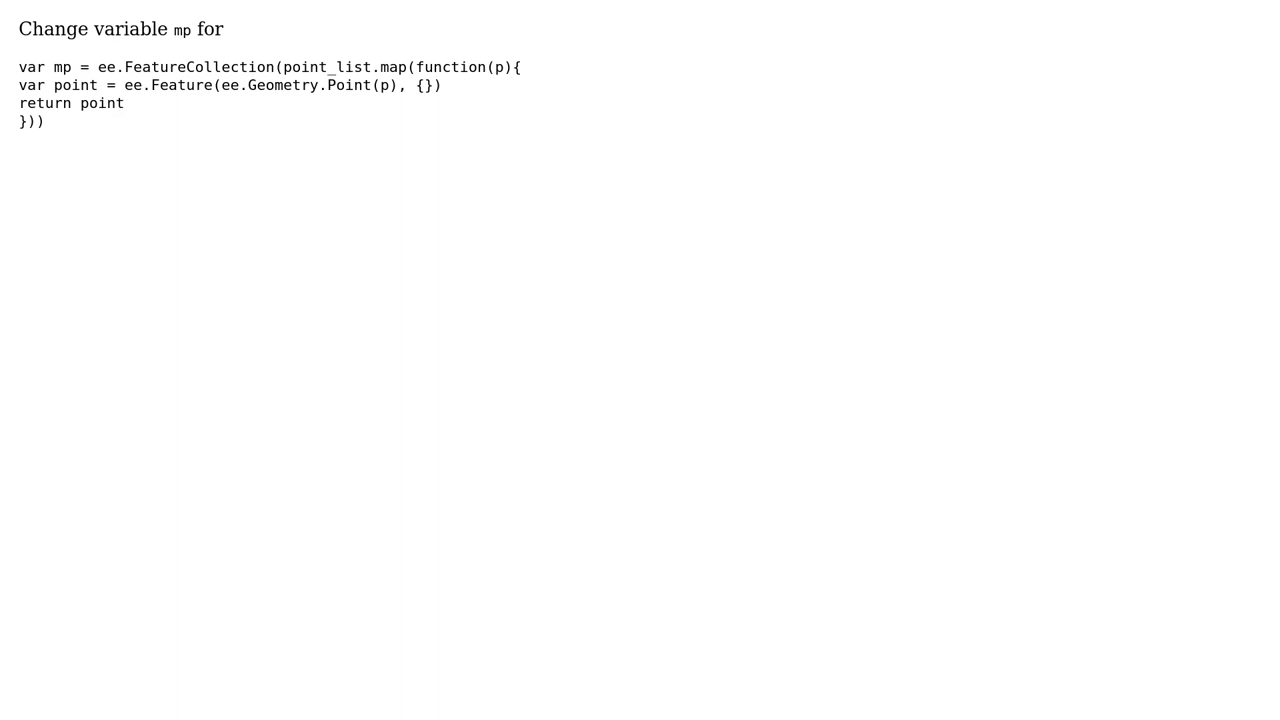 Change variable mp for
var mp = ee.FeatureCollection(point_list.map(function(p){
var point = ee.Feature(ee.Geometry.Point(p), {})
return point
}))